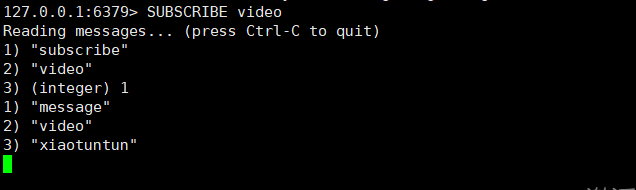 127.0.0.1:6379> SUBSCRIBE video
Reading messages... (press Ctrl-C to quit)
1) "subscribe"
2) "video"
3) (integer) 1
1) "message"
2) "video"
3) "xiaotuntun"